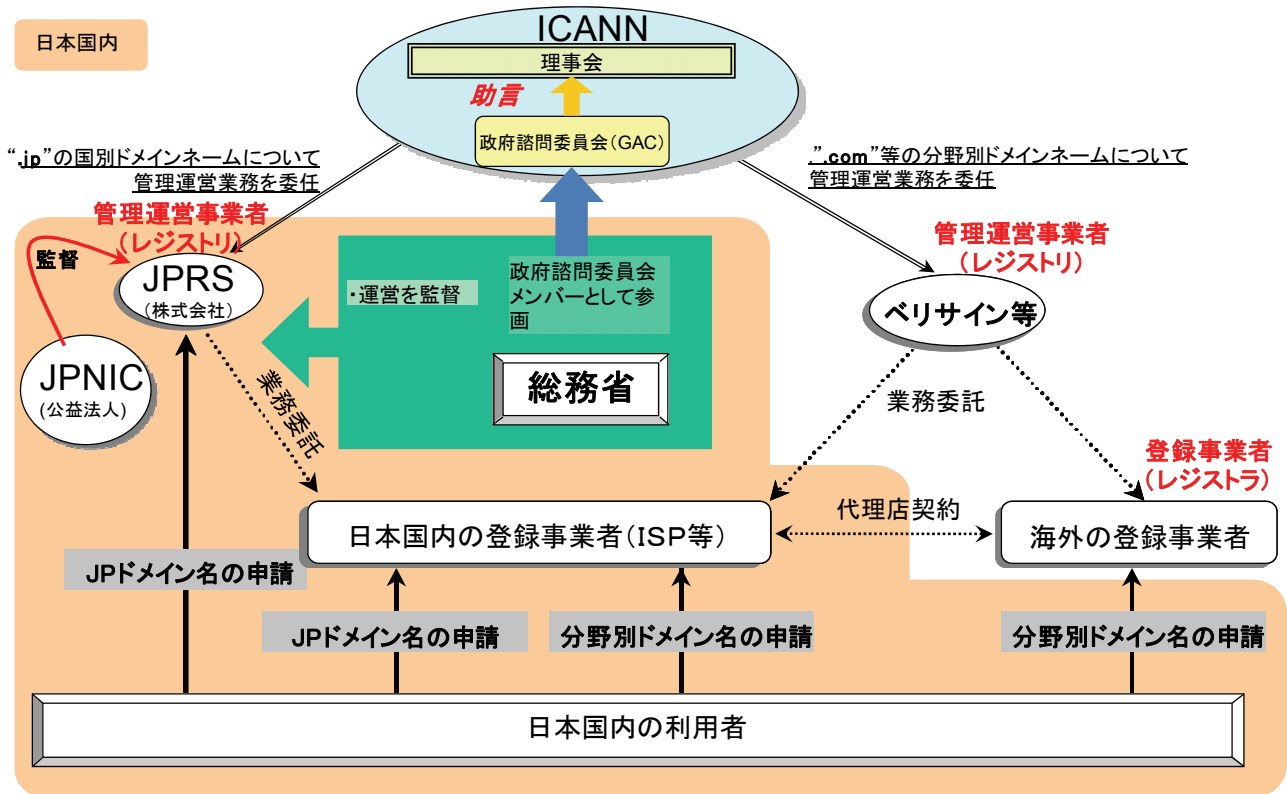 日本国内
ICANN
理事会
助言
政府諮問委員会(GAC)
“.jp”の国別ドメインネームについて
管理運営業務を委任
.”.com”等の分野別ドメインネームについて
管理運営業務を委任
管理運営事業者
(レジストリ)
監督
JPRS
(株式会社)
JPNIC
(公益法人)
・運営を監督
政府諮問委員会
メンバーとして参
画
総務省
管理運営事業者
(レジストリ)
ベリサイン等
業務委託
業務委託
登録事業者
(レジストラ)
日本国内の登録事業者(ISP等)
代理店契約
海外の登録事業者
JPドメイン名の申請
JPドメイン名の申請
分野別ドメイン名の申請
分野別ドメイン名の申請
日本国内の利用者